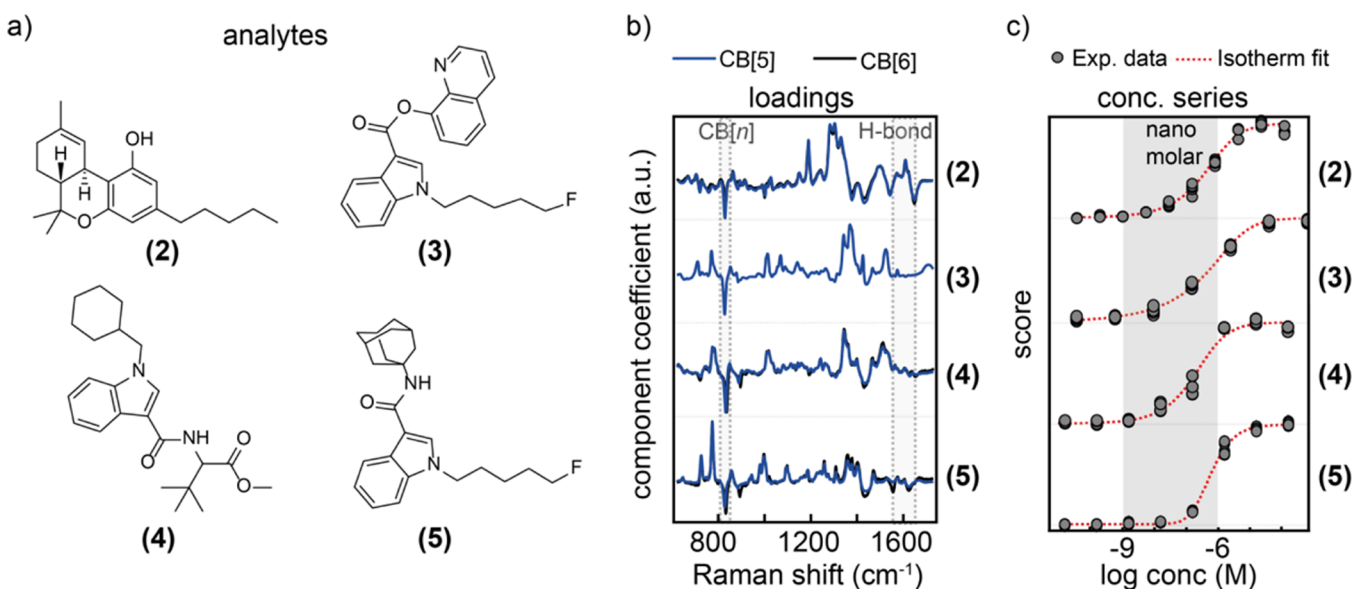 a)
analytes
N
O
O
OH
H
H
O
N
F
(2)
(3)
N
NH
O
O
O
NH
O
N
F
(4)
(5)
b)
CB[5] CB[6]
loadings
CB[n] H-bond
(2)
(3)
(4)
(5)
component coefficient (a.u.)
800 1200 1600
Raman shift (cm-1)
c)
Exp. data Isotherm fit
conc. series
nano
molar
(2)
(3)
(4)
(5)
score
-9 -6
log conc (M)